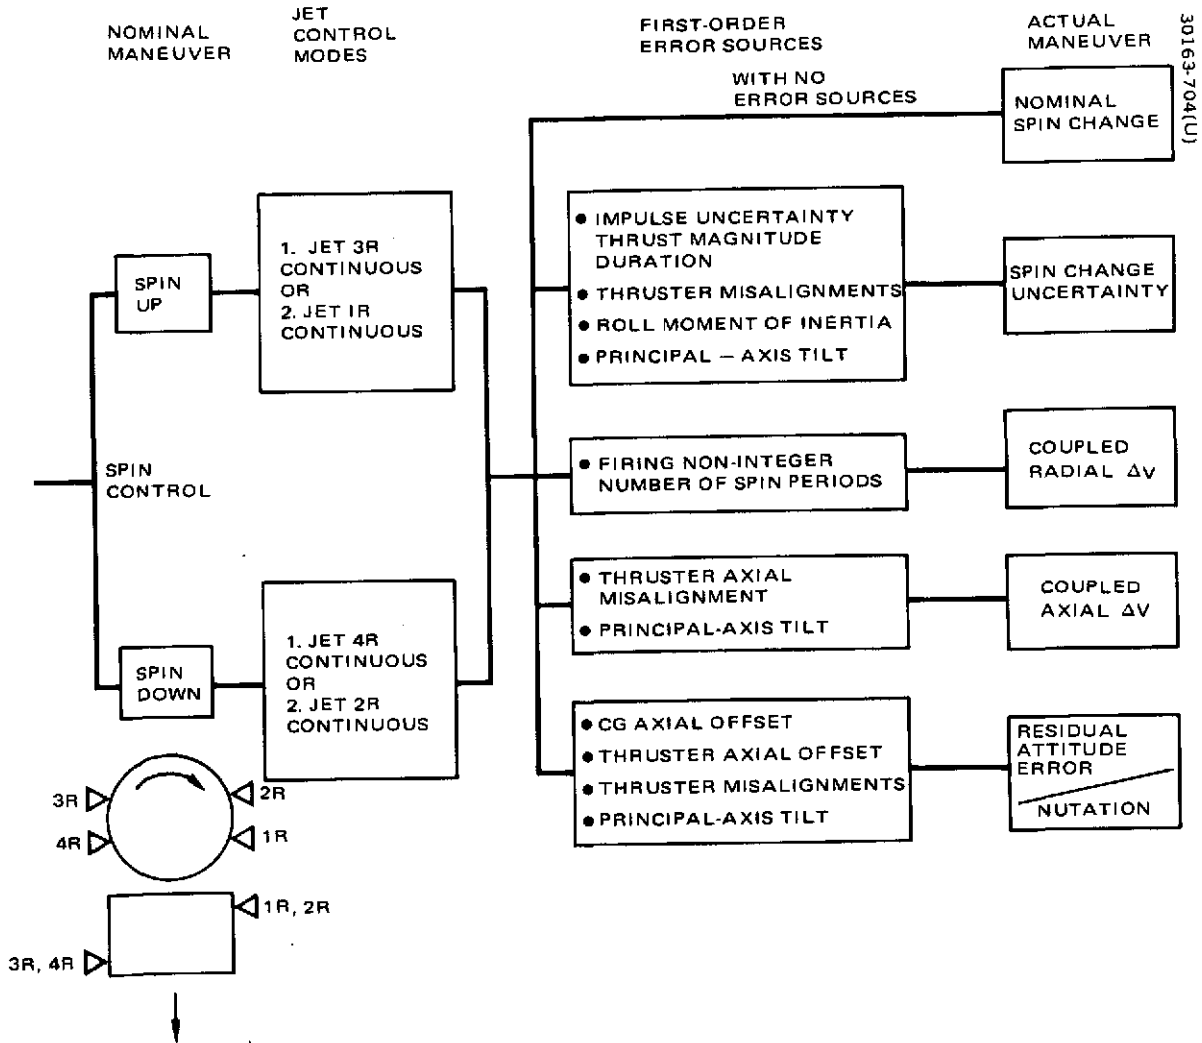 NOMINAL
MANEUVER
JET
CONTROL
MODES
FIRST-ORDER
ERROR SOURCES
ACTUAL
MANEUVER
30163-704(U)
WITH NO
ERROR SOURCES
NOMINAL
SPIN CHANGE
SPIN
CONTROL
SPIN
UP
1. JET 3R
CONTINUOUS
OR
2. JET 1R
CONTINUOUS
• IMPULSE UNCERTAINTY
THRUST MAGNITUDE
DURATION
• THRUSTER MISALIGNMENTS
• ROLL MOMENT OF INERTIA
• PRINCIPAL – AXIS TILT
SPIN CHANGE
UNCERTAINTY
• FIRING NON-INTEGER
NUMBER OF SPIN PERIODS
COUPLED
RADIAL ΔV
• THRUSTER AXIAL
MISALIGNMENT
• PRINCIPAL-AXIS TILT
COUPLED
AXIAL ΔV
SPIN
DOWN
1. JET 4R
CONTINUOUS
OR
2. JET 2R
CONTINUOUS
• CG AXIAL OFFSET
• THRUSTER AXIAL OFFSET
• THRUSTER MISALIGNMENTS
• PRINCIPAL-AXIS TILT
RESIDUAL
ATTITUDE
ERROR
NUTATION
3R
2R
4R
1R
1R, 2R
3R, 4R